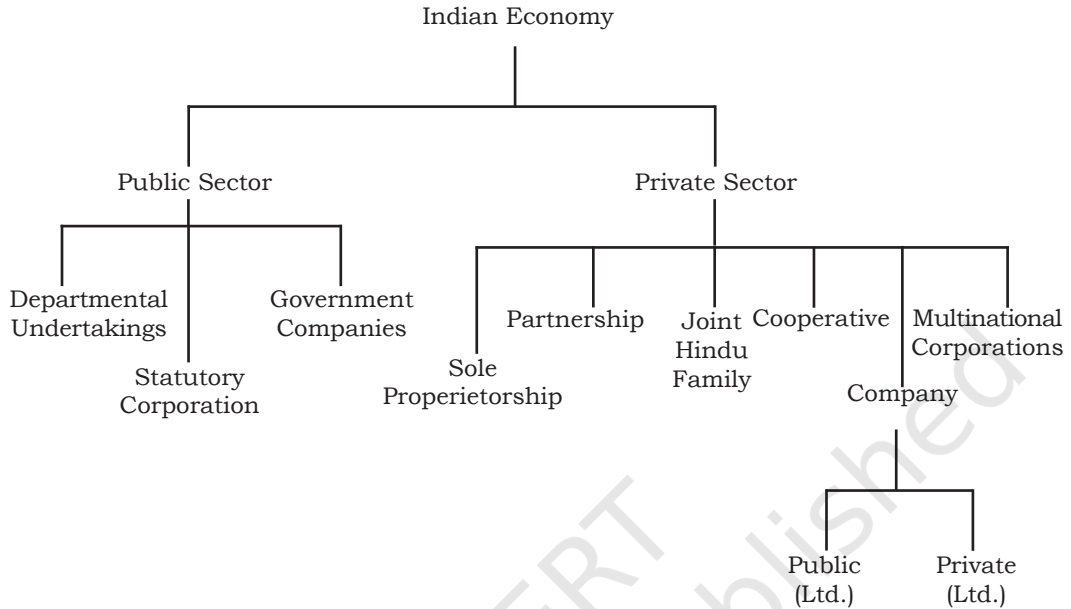 Indian Economy
Public Sector
Private Sector
Departmental
Undertakings
Statutory
Corporation
Government
Companies
Sole
Properietorship
Partnership
Joint
Hindu
Family
Cooperative
Company
Multinational
Corporations
Public
(Ltd.)
Private
(Ltd.)